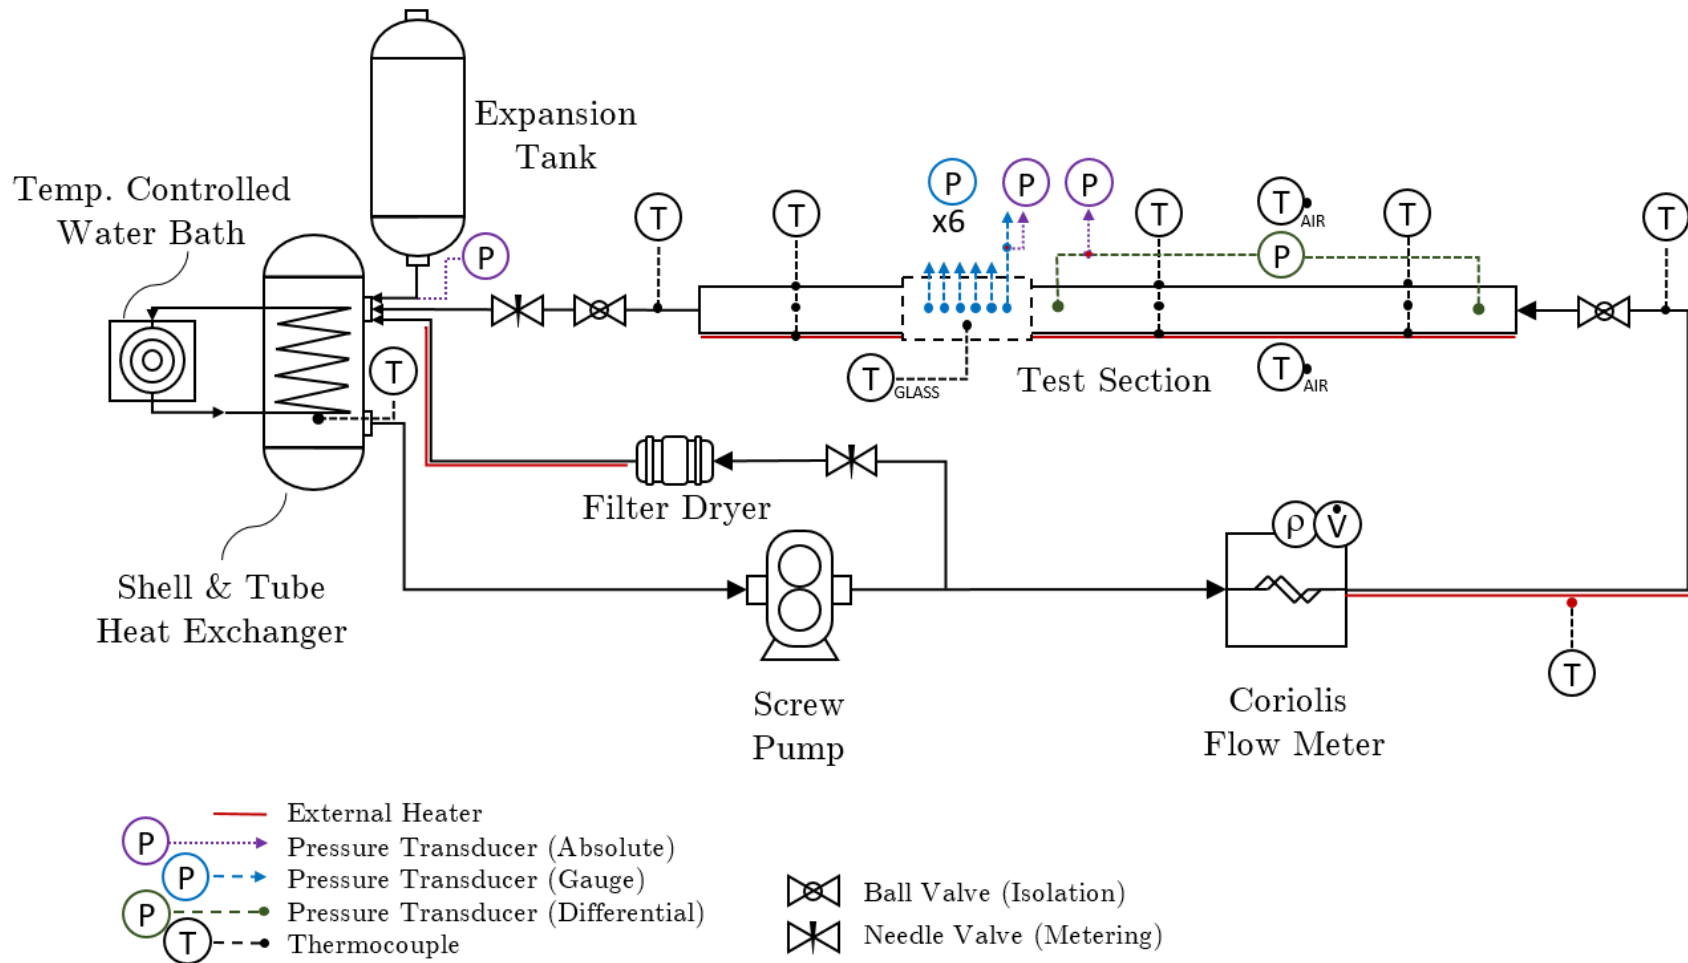 Expansion
Tank
Temp. Controlled
Water Bath
P
T
T
P
x6
P
P
T
T
AIR
P
T
T
T
T
GLASS
Test Section
T
AIR
Filter Dryer
Shell & Tube
Heat Exchanger
ρ
V̇
T
Screw
Pump
Coriolis
Flow Meter
External Heater
P
Pressure Transducer (Absolute)
P
Pressure Transducer (Gauge)
P
Pressure Transducer (Differential)
T
Thermocouple
Ball Valve (Isolation)
Needle Valve (Metering)